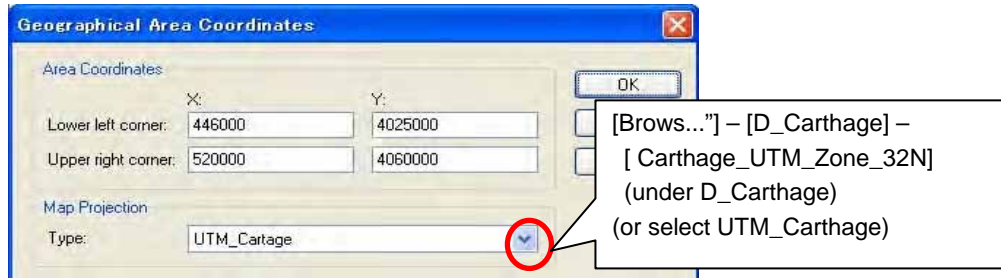 Geographical Area Coordinates
Area Coordinates
X: Y:
Lower left corner: 446000 4025000
Upper right corner: 520000 4060000
Map Projection
Type: UTM_Cartage
OK
[Brows..."] – [D_Carthage] –
[ Carthage_UTM_Zone_32N]
(under D_Carthage)
(or select UTM_Carthage)